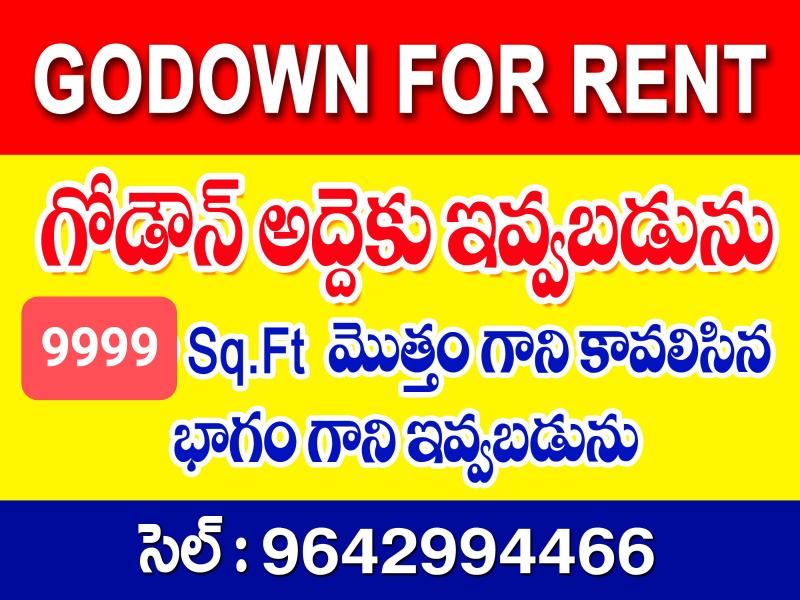 GODOWN FOR RENT
గోడౌన్ అద్దెకు ఇవ్వబడును
9999 Sq.Ft మొత్తం గాని కావలిసిన
భాగం గాని ఇవ్వబడును
సెల్ : 9642994466